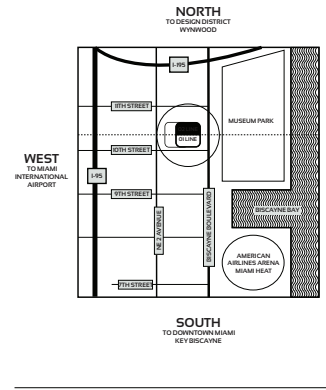 NORTH
TO DESIGN DISTRICT
WYNWOOD
I-195
11TH STREET
MUSEUM PARK
01 LINE
10TH STREET
WEST
TO MIAMI
INTERNATIONAL
AIRPORT
I-95
9TH STREET
NE 2 AVENUE
BISCAYNE BOULEVARD
BISCAYNE BAY
AMERICAN
AIRLINES ARENA
MIAMI HEAT
7TH STREET
SOUTH
TO DOWNTOWN MIAMI
KEY BISCAYNE